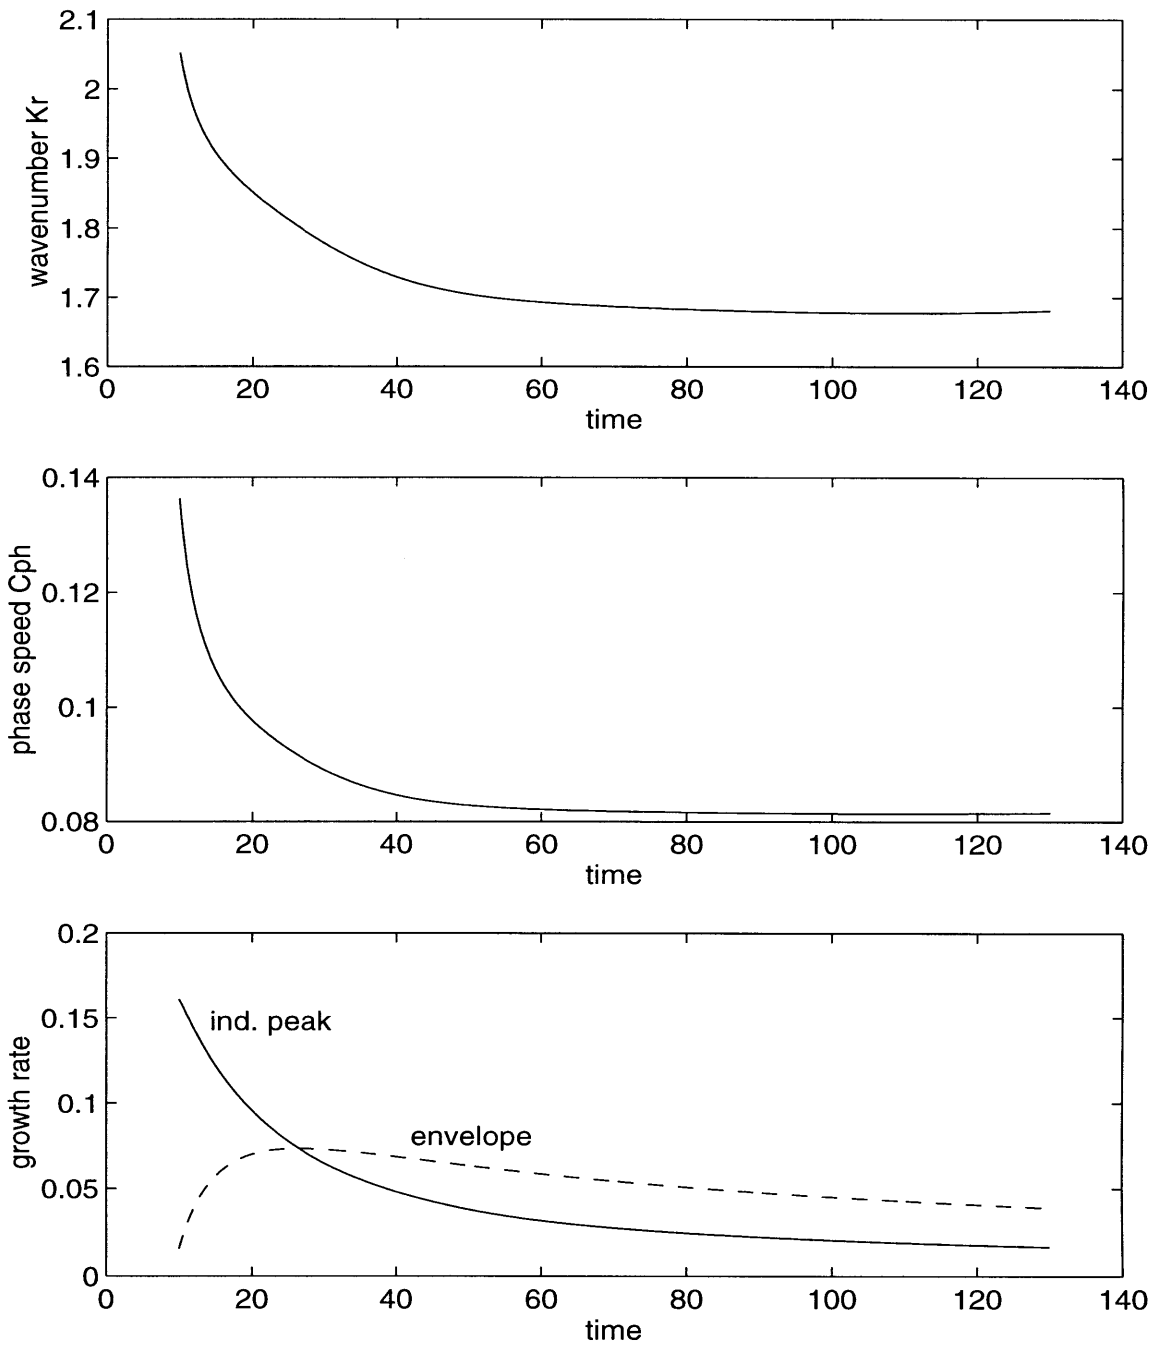 2.1
2
1.9
1.8
1.7
1.6
wavenumber Kr
0 20 40 60 80 100 120 140
time
0.14
0.12
0.1
0.08
phase speed Cph
0 20 40 60 80 100 120 140
time
0.2
0.15
0.1
0.05
0
growth rate
ind. peak
envelope
0 20 40 60 80 100 120 140
time